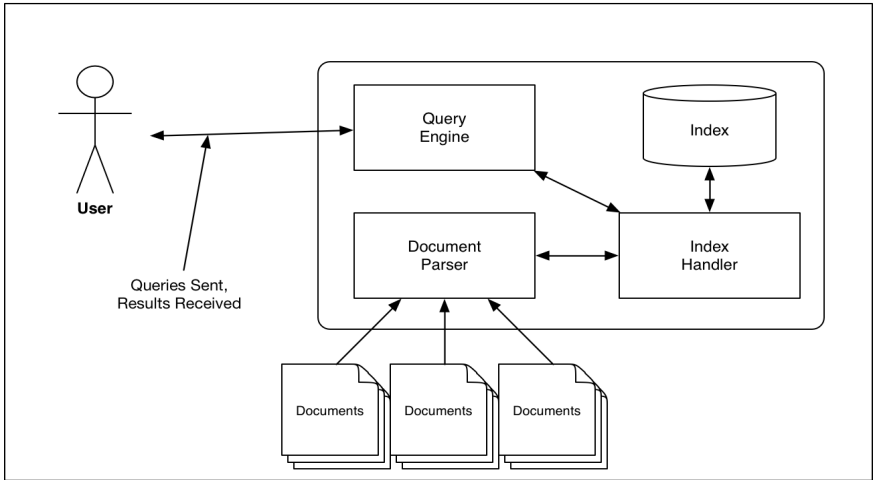 Query
Engine
Index
User
Document
Parser
Index
Handler
Queries Sent,
Results Received
Documents
Documents
Documents